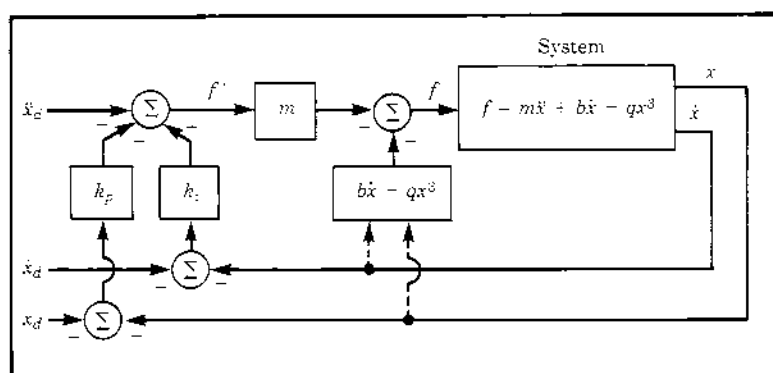 System
ẍd
Σ
f'
m
Σ
f
f − mẍ + bẋ − qx³
x
ẋ
kp
bẋ − qx³
ẋd
Σ
xd
Σ